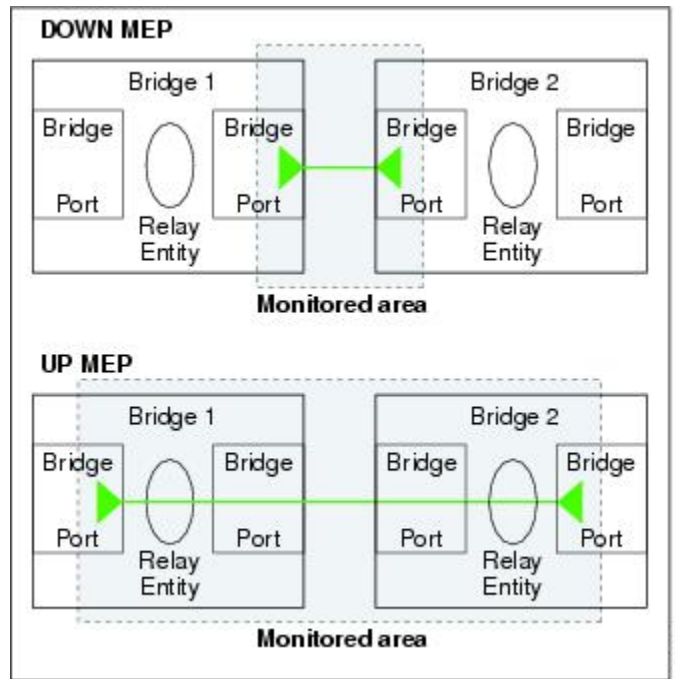 DOWN MEP
Bridge 1
Bridge 2
Bridge
Bridge
Bridge
Bridge
Port
Port
Port
Port
Relay
Entity
Relay
Entity
Monitored area
UP MEP
Bridge 1
Bridge 2
Bridge
Bridge
Bridge
Bridge
Port
Port
Port
Port
Relay
Entity
Relay
Entity
Monitored area